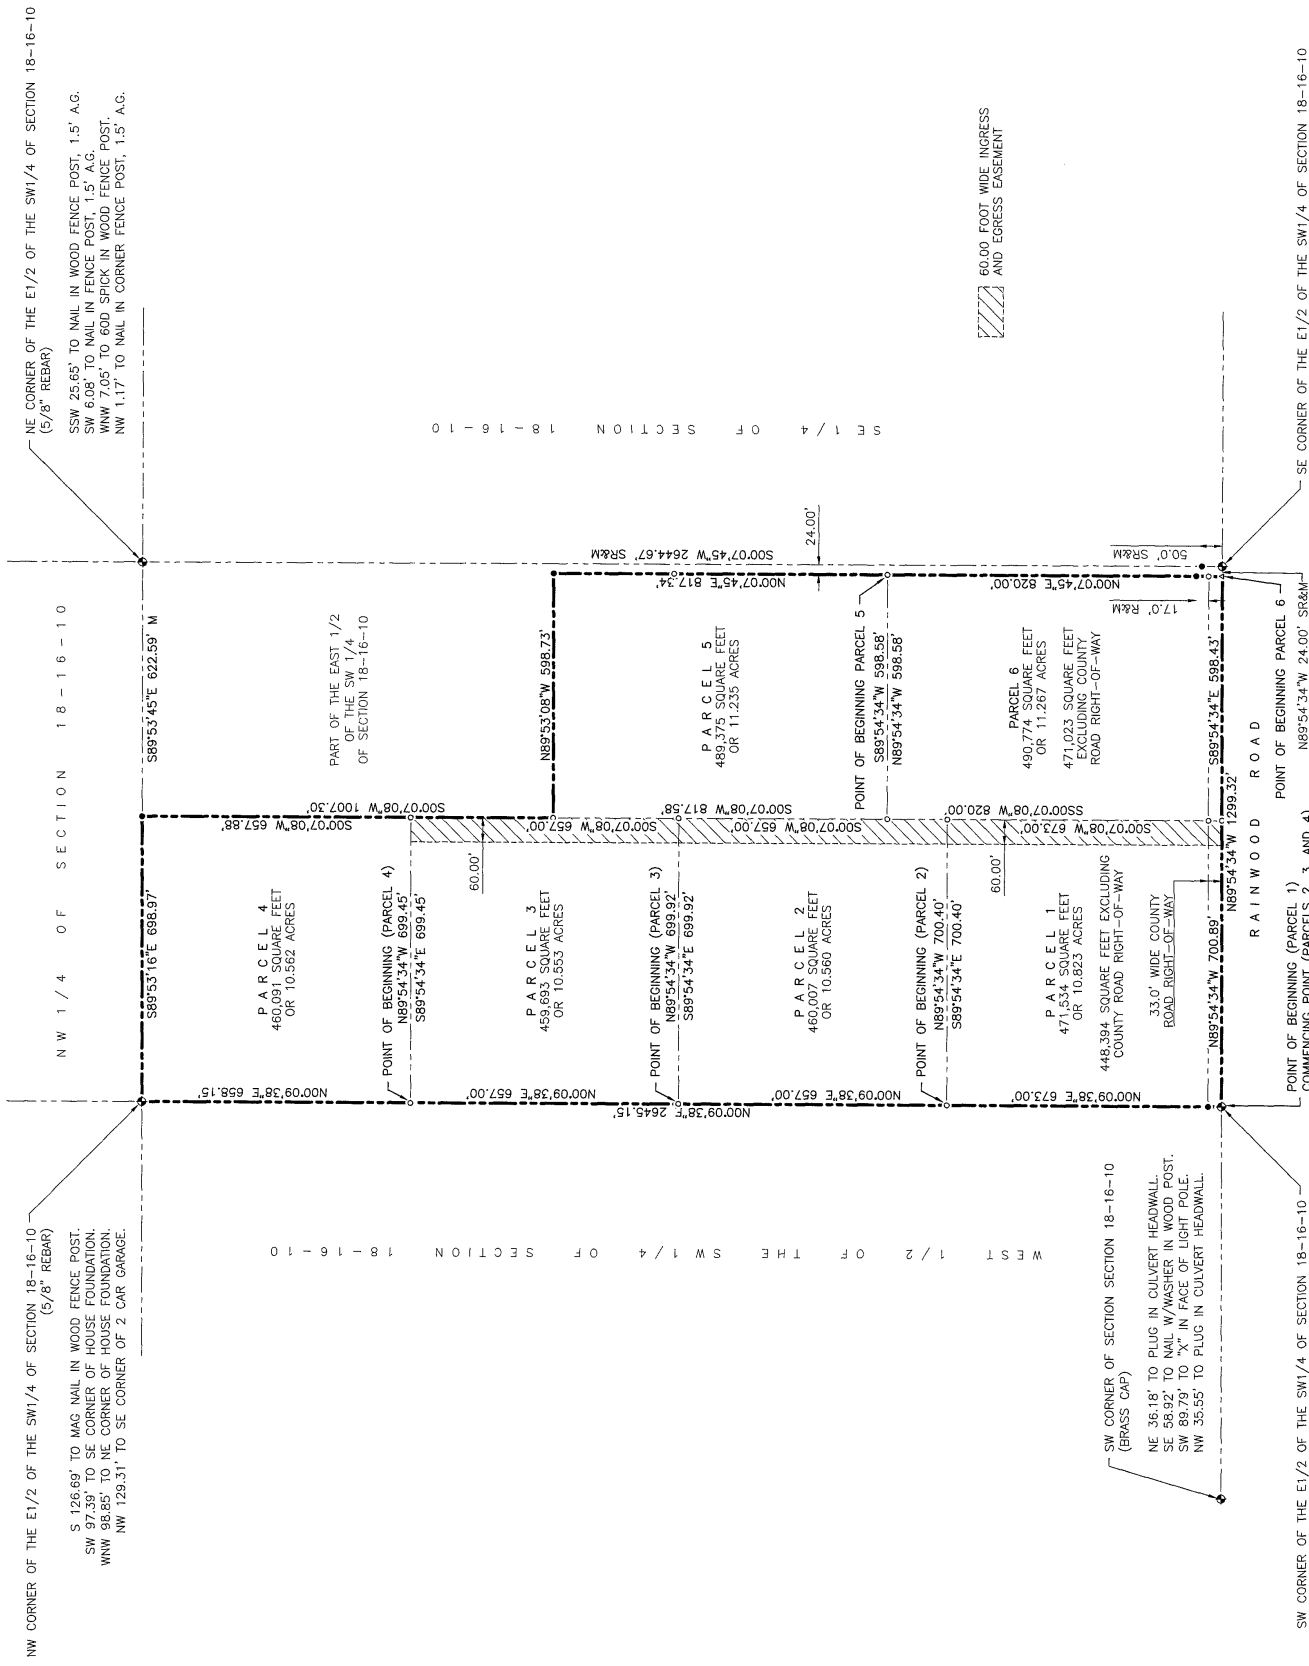 NW CORNER OF THE E1/2 OF THE SW1/4 OF SECTION 18-16-10
(5/8" REBAR)
S 126.69' TO MAG NAIL IN WOOD FENCE POST.
SW 97.39' TO SE CORNER OF HOUSE FOUNDATION.
WNW 98.85' TO NE CORNER OF HOUSE FOUNDATION.
NW 129.31' TO SE CORNER OF 2 CAR GARAGE.
NE CORNER OF THE E1/2 OF THE SW1/4 OF SECTION 18-16-10
(5/8" REBAR)
SSW 25.65' TO NAIL IN WOOD FENCE POST, 1.5' A.G.
SW 6.08' TO NAIL IN FENCE POST, 1.5' A.G.
WNW 7.05' TO 60D SPICK IN WOOD FENCE POST.
NW 1.17' TO NAIL IN CORNER FENCE POST, 1.5' A.G.
NW 1/4 OF SECTION 18-16-10
S89°53'16"E 698.97'
S89°53'45"E 622.59' M
PARCEL 4
460,091 SQUARE FEET
OR 10.562 ACRES
N00°09'38"E 658.15'
S00°07'08"W 657.88'
S00°07'08"W 1007.30'
PART OF THE EAST 1/2
OF THE SW 1/4
OF SECTION 18-16-10
POINT OF BEGINNING (PARCEL 4)
N89°54'34"W 699.45'
S89°54'34"E 699.45'
60.00'
PARCEL 3
459,693 SQUARE FEET
OR 10.553 ACRES
N00°09'38"E 657.00'
S00°07'08"W 657.00'
N89°53'08"W 598.73'
POINT OF BEGINNING (PARCEL 3)
N89°54'34"W 699.92'
S89°54'34"E 699.92'
N00°09'38"E 2645.15'
S00°07'08"W 817.58'
PARCEL 5
489,375 SQUARE FEET
OR 11.235 ACRES
N00°07'45"E 817.34'
S00°07'45"W 2644.67' SR&M
24.00'
PARCEL 2
460,007 SQUARE FEET
OR 10.560 ACRES
N00°09'38"E 657.00'
S00°07'08"W 657.00'
POINT OF BEGINNING PARCEL 5
S89°54'34"W 598.58'
N89°54'34"W 598.58'
POINT OF BEGINNING (PARCEL 2)
N89°54'34"W 700.40'
S89°54'34"E 700.40'
60.00'
PARCEL 1
471,534 SQUARE FEET
OR 10.823 ACRES
448,394 SQUARE FEET EXCLUDING
COUNTY ROAD RIGHT-OF-WAY
N00°09'38"E 673.00'
S00°07'08"W 673.00'
SS00°07'08"W 820.00'
33.0' WIDE COUNTY
ROAD RIGHT-OF-WAY
PARCEL 6
490,774 SQUARE FEET
OR 11.267 ACRES
471,023 SQUARE FEET
EXCLUDING COUNTY
ROAD RIGHT-OF-WAY
N00°07'45"E 820.00'
17.0' R&M
50.0' SR&M
N89°54'34"W 700.89'
S89°54'34"E 598.43'
N89°54'34"W 1299.32'
RAINWOOD ROAD
POINT OF BEGINNING PARCEL 6
N89°54'34"W 24.00' SR&M
POINT OF BEGINNING (PARCEL 1)
COMMENCING POINT (PARCELS 2, 3, AND 4)
WEST 1/2 OF THE SW1/4 OF SECTION 18-16-10
SE 1/4 OF SECTION 18-16-10
60.00 FOOT WIDE INGRESS
AND EGRESS EASEMENT
SW CORNER OF SECTION SECTION 18-16-10
(BRASS CAP)
NE 36.18' TO PLUG IN CULVERT HEADWALL.
SE 58.92' TO NAIL W/WASHER IN WOOD POST.
SW 89.79' TO "X" IN FACE OF LIGHT POLE.
NW 35.55' TO PLUG IN CULVERT HEADWALL.
SW CORNER OF THE E1/2 OF THE SW1/4 OF SECTION 18-16-10
SE CORNER OF THE E1/2 OF THE SW1/4 OF SECTION 18-16-10